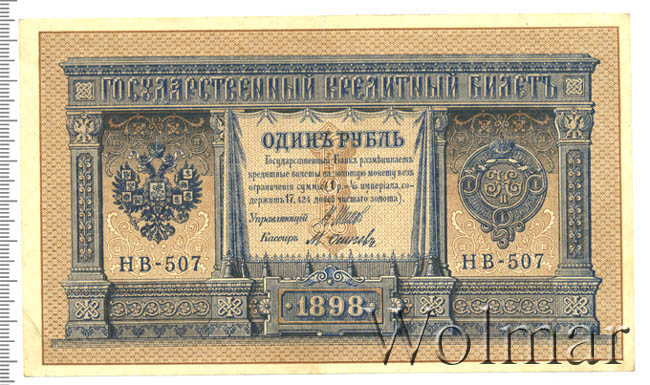 ГОСУДАРСТВЕННЫЙ КРЕДИТНЫЙ БИЛЕТЪ
ОДИНЪ РУБЛЬ
Государственный Банкъ размѣниваетъ
кредитные билеты на золотую монету безъ
ограниченія суммы (1 р. = 1/15 имперіала, со-
держитъ 17,424 долей чистаго золота).
Управляющій
Кассиръ
НВ-507
НВ-507
1898
Wolmar